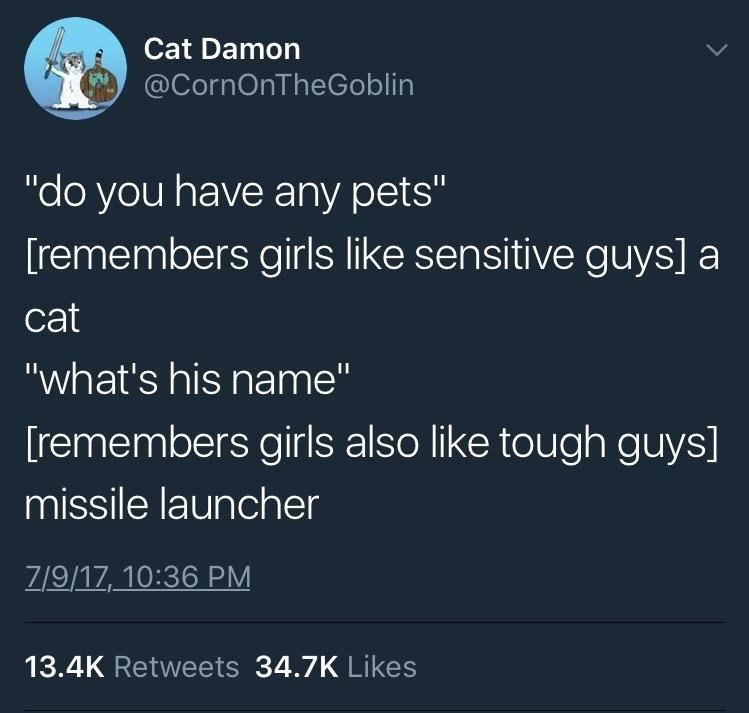 Cat Damon
@CornOnTheGoblin
"do you have any pets"
[remembers girls like sensitive guys] a
cat
"what's his name"
[remembers girls also like tough guys]
missile launcher
7/9/17, 10:36 PM
13.4K Retweets 34.7K Likes